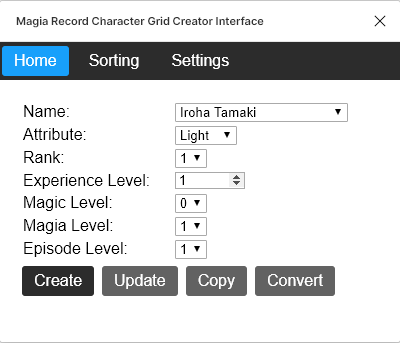 Magia Record Character Grid Creator Interface
Home Sorting Settings
Name: Iroha Tamaki
Attribute: Light
Rank: 1
Experience Level: 1
Magic Level: 0
Magia Level: 1
Episode Level: 1
Create Update Copy Convert